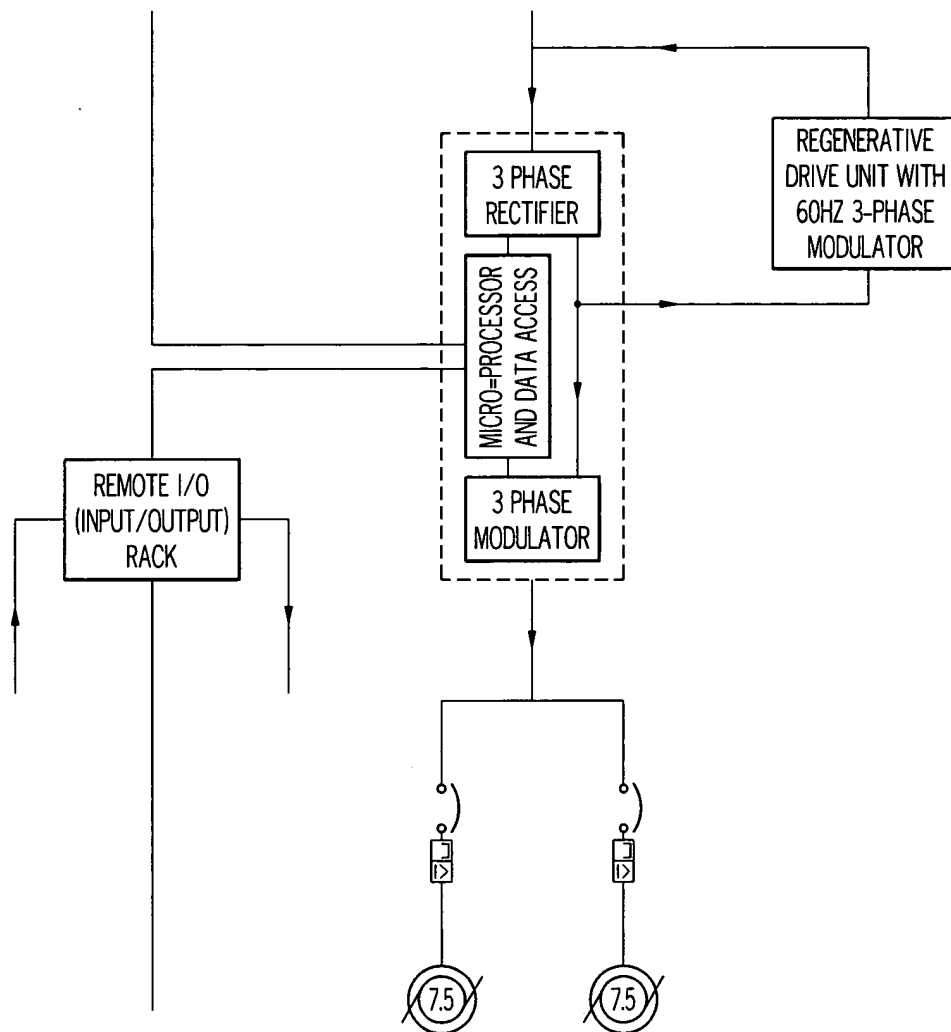 3 PHASE
RECTIFIER
REGENERATIVE
DRIVE UNIT WITH
60HZ 3-PHASE
MODULATOR
MICRO=PROCESSOR
AND DATA ACCESS
REMOTE I/O
(INPUT/OUTPUT)
RACK
3 PHASE
MODULATOR
7.5
7.5